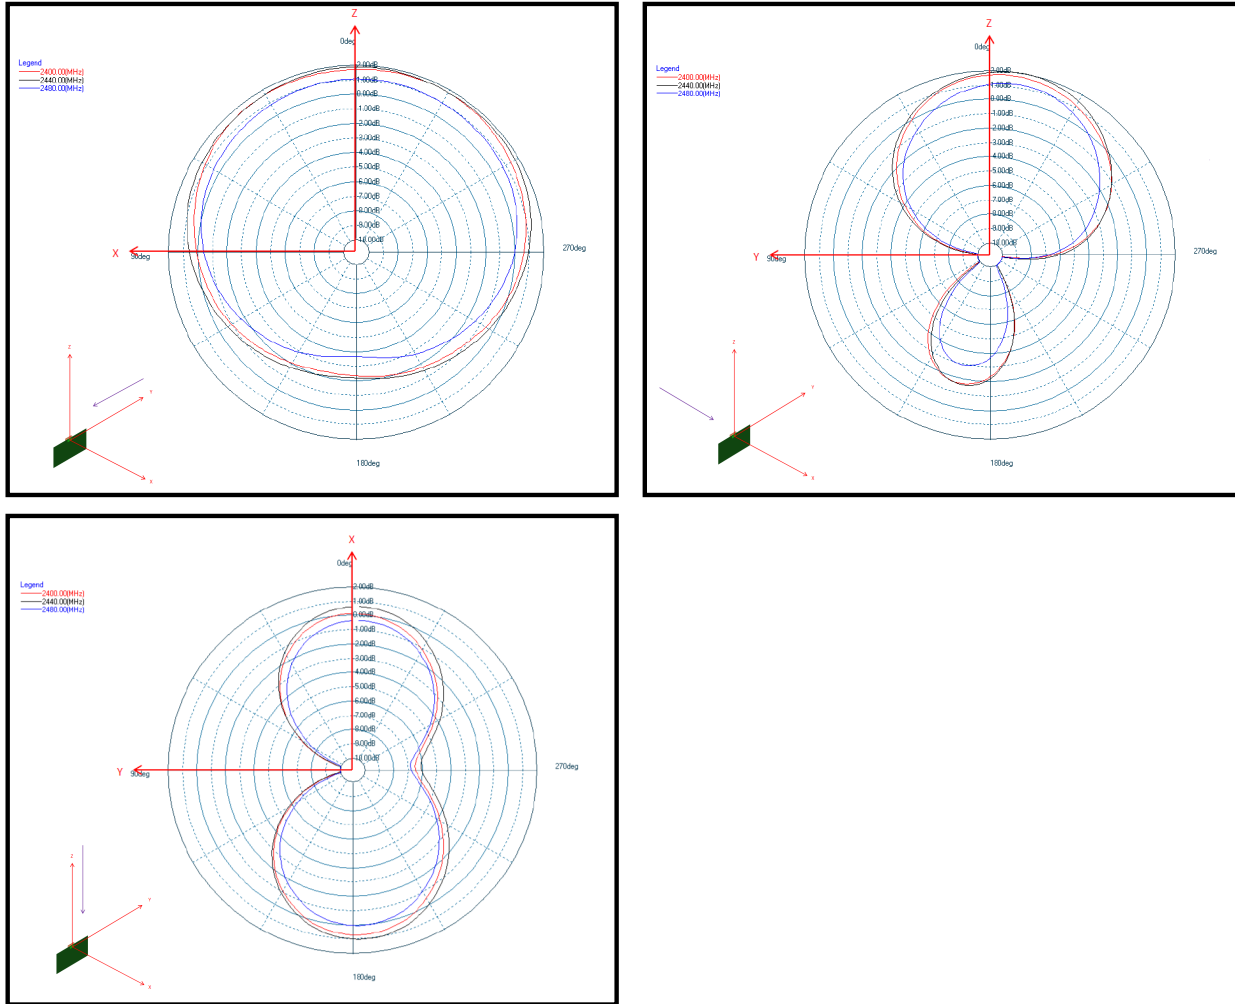 Z
0deg
Legend
2400.00(MHz)
2440.00(MHz)
2480.00(MHz)
2.00dB
1.00dB
0.00dB
-1.00dB
-2.00dB
-3.00dB
-4.00dB
-5.00dB
-6.00dB
-7.00dB
-8.00dB
-9.00dB
-10.00dB
X
90deg
270deg
180deg
Z
Y
X
Z
0deg
Legend
2400.00(MHz)
2440.00(MHz)
2480.00(MHz)
2.00dB
1.00dB
0.00dB
-1.00dB
-2.00dB
-3.00dB
-4.00dB
-5.00dB
-6.00dB
-7.00dB
-8.00dB
-9.00dB
-10.00dB
Y
90deg
270deg
180deg
Z
Y
X
X
0deg
Legend
2400.00(MHz)
2440.00(MHz)
2480.00(MHz)
2.00dB
1.00dB
0.00dB
-1.00dB
-2.00dB
-3.00dB
-4.00dB
-5.00dB
-6.00dB
-7.00dB
-8.00dB
-9.00dB
-10.00dB
Y
90deg
270deg
180deg
Z
Y
X